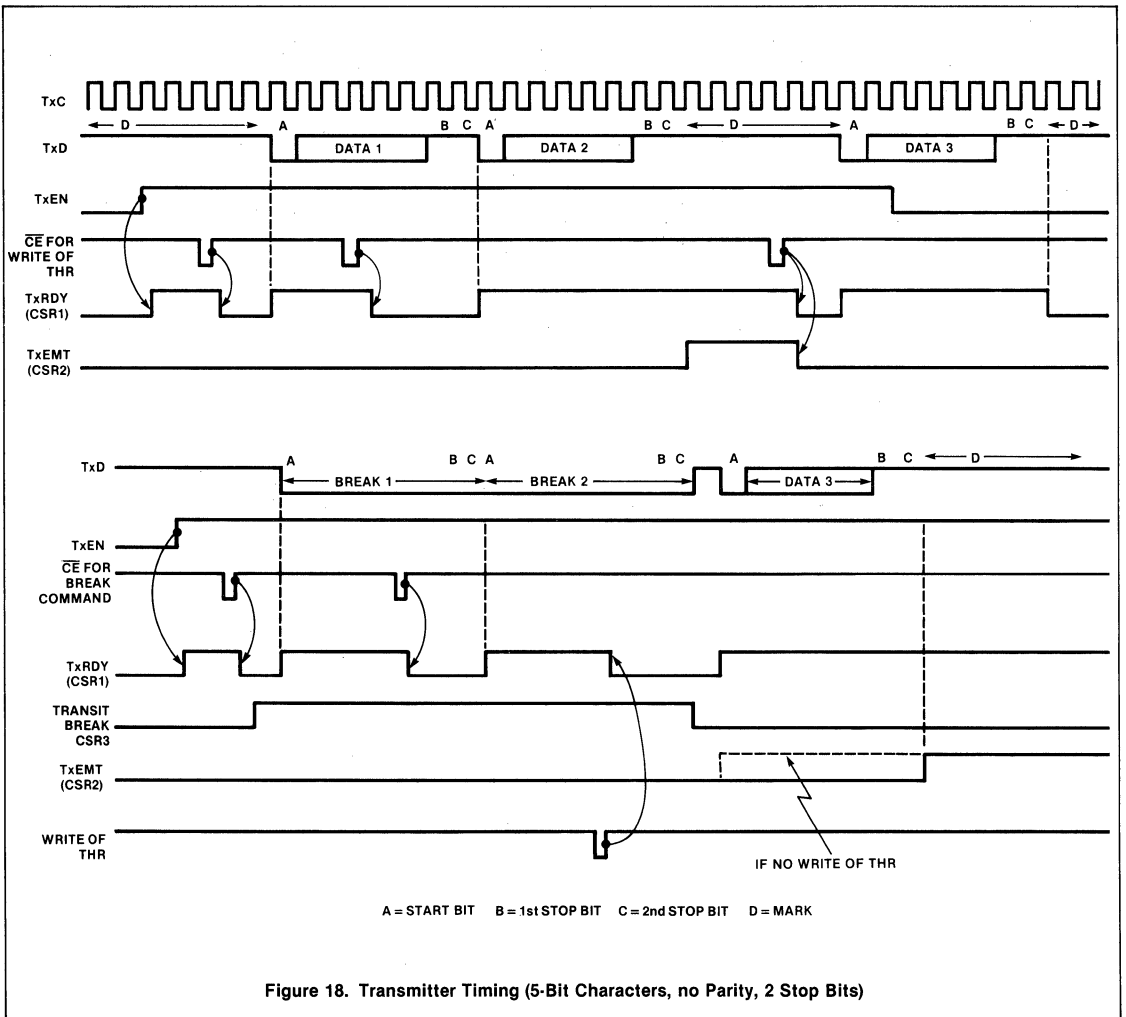 TxC
D
A
B C A
B C
D
A
B C
D
TxD
DATA 1
DATA 2
DATA 3
TxEN
CE FOR
WRITE OF
THR
TxRDY
(CSR1)
TxEMT
(CSR2)
TxD
A
B C A
B C
A
B C
D
BREAK 1
BREAK 2
DATA 3
TxEN
CE FOR
BREAK
COMMAND
TxRDY
(CSR1)
TRANSIT
BREAK
CSR3
TxEMT
(CSR2)
WRITE OF
THR
IF NO WRITE OF THR
A = START BIT B = 1st STOP BIT C = 2nd STOP BIT D = MARK
Figure 18. Transmitter Timing (5-Bit Characters, no Parity, 2 Stop Bits)